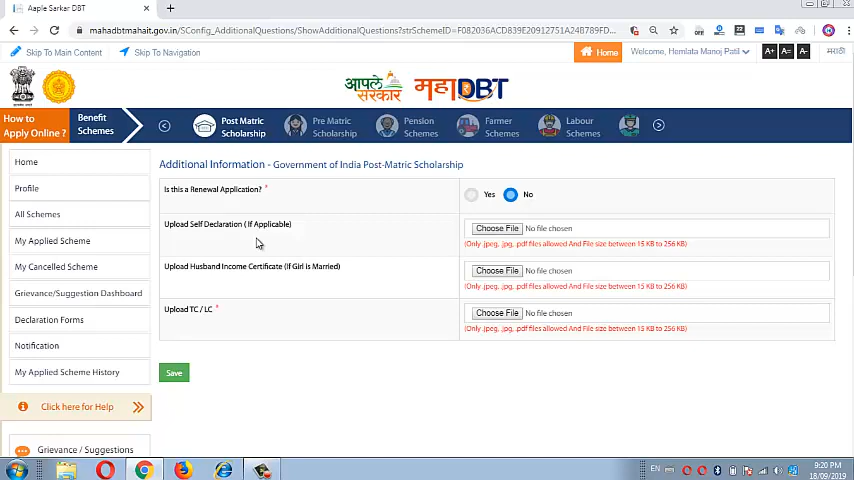 Aaple Sarkar DBT
mahadbtmahait.gov.in/SConfig_AdditionalQuestions/ShowAdditionalQuestions?strSchemeID=F082036AC839E20912751A24B789FD...
Skip To Main Content
Skip To Navigation
Home
Welcome, Hemlata Manoj Patil
A+ A= A-
मराठी
आपले सरकार महाDBT
How to Apply Online ?
Benefit Schemes
Post Matric Scholarship
Pre Matric Scholarship
Pension Schemes
Farmer Schemes
Labour Schemes
Home
Profile
All Schemes
My Applied Scheme
My Cancelled Scheme
Grievance/Suggestion Dashboard
Declaration Forms
Notification
My Applied Scheme History
Click here for Help
Grievance / Suggestions
Additional Information - Government of India Post-Matric Scholarship
Is this a Renewal Application? *
Yes No
Upload Self Declaration ( If Applicable)
Choose File No file chosen
(Only .jpeg, .jpg, .pdf files allowed And File size between 15 KB to 256 KB)
Upload Husband Income Certificate (If Girl is Married)
Choose File No file chosen
(Only .jpeg, .jpg, .pdf files allowed And File size between 15 KB to 256 KB)
Upload TC / LC *
Choose File No file chosen
(Only .jpeg, .jpg, .pdf files allowed And File size between 15 KB to 256 KB)
Save
EN
9:20 PM
18/09/2019